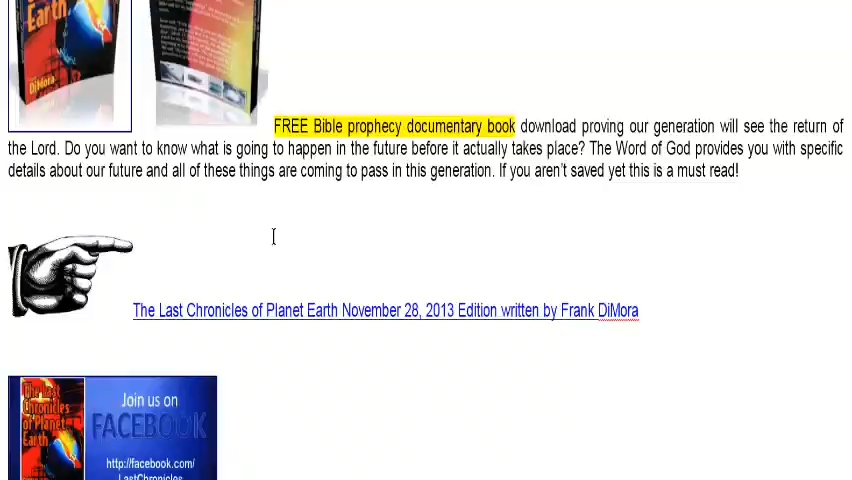 Earth
DiMora
FREE Bible prophecy documentary book download proving our generation will see the return of
the Lord. Do you want to know what is going to happen in the future before it actually takes place? The Word of God provides you with specific
details about our future and all of these things are coming to pass in this generation. If you aren't saved yet this is a must read!
The Last Chronicles of Planet Earth November 28, 2013 Edition written by Frank DiMora
The Last
Chronicles
of Planet
Earth
Join us on
FACEBOOK
http://facebook.com/
LastChronicles